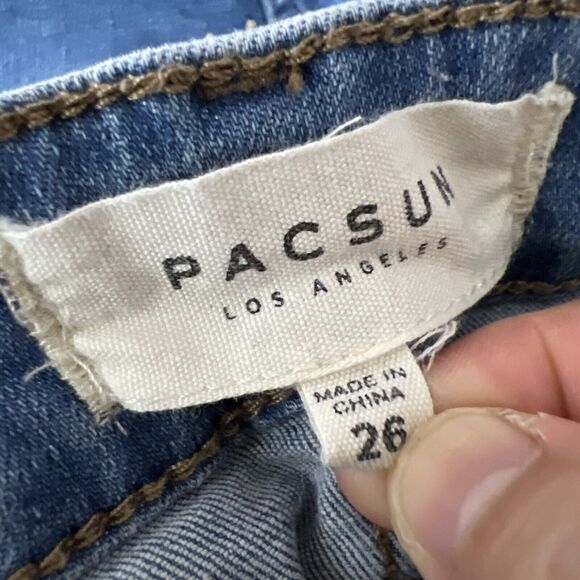 PACSUN
LOS ANGELES
MADE IN
CHINA
26